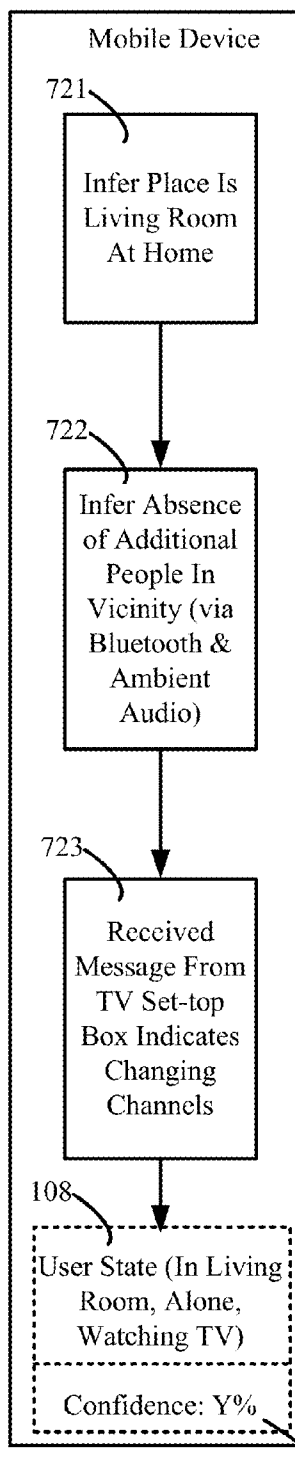 Mobile Device
721
Infer Place Is
Living Room
At Home
722
Infer Absence
of Additional
People In
Vicinity (via
Bluetooth &
Ambient
Audio)
723
Received
Message From
TV Set-top
Box Indicates
Changing
Channels
108
User State (In Living
Room, Alone,
Watching TV)
Confidence: Y%